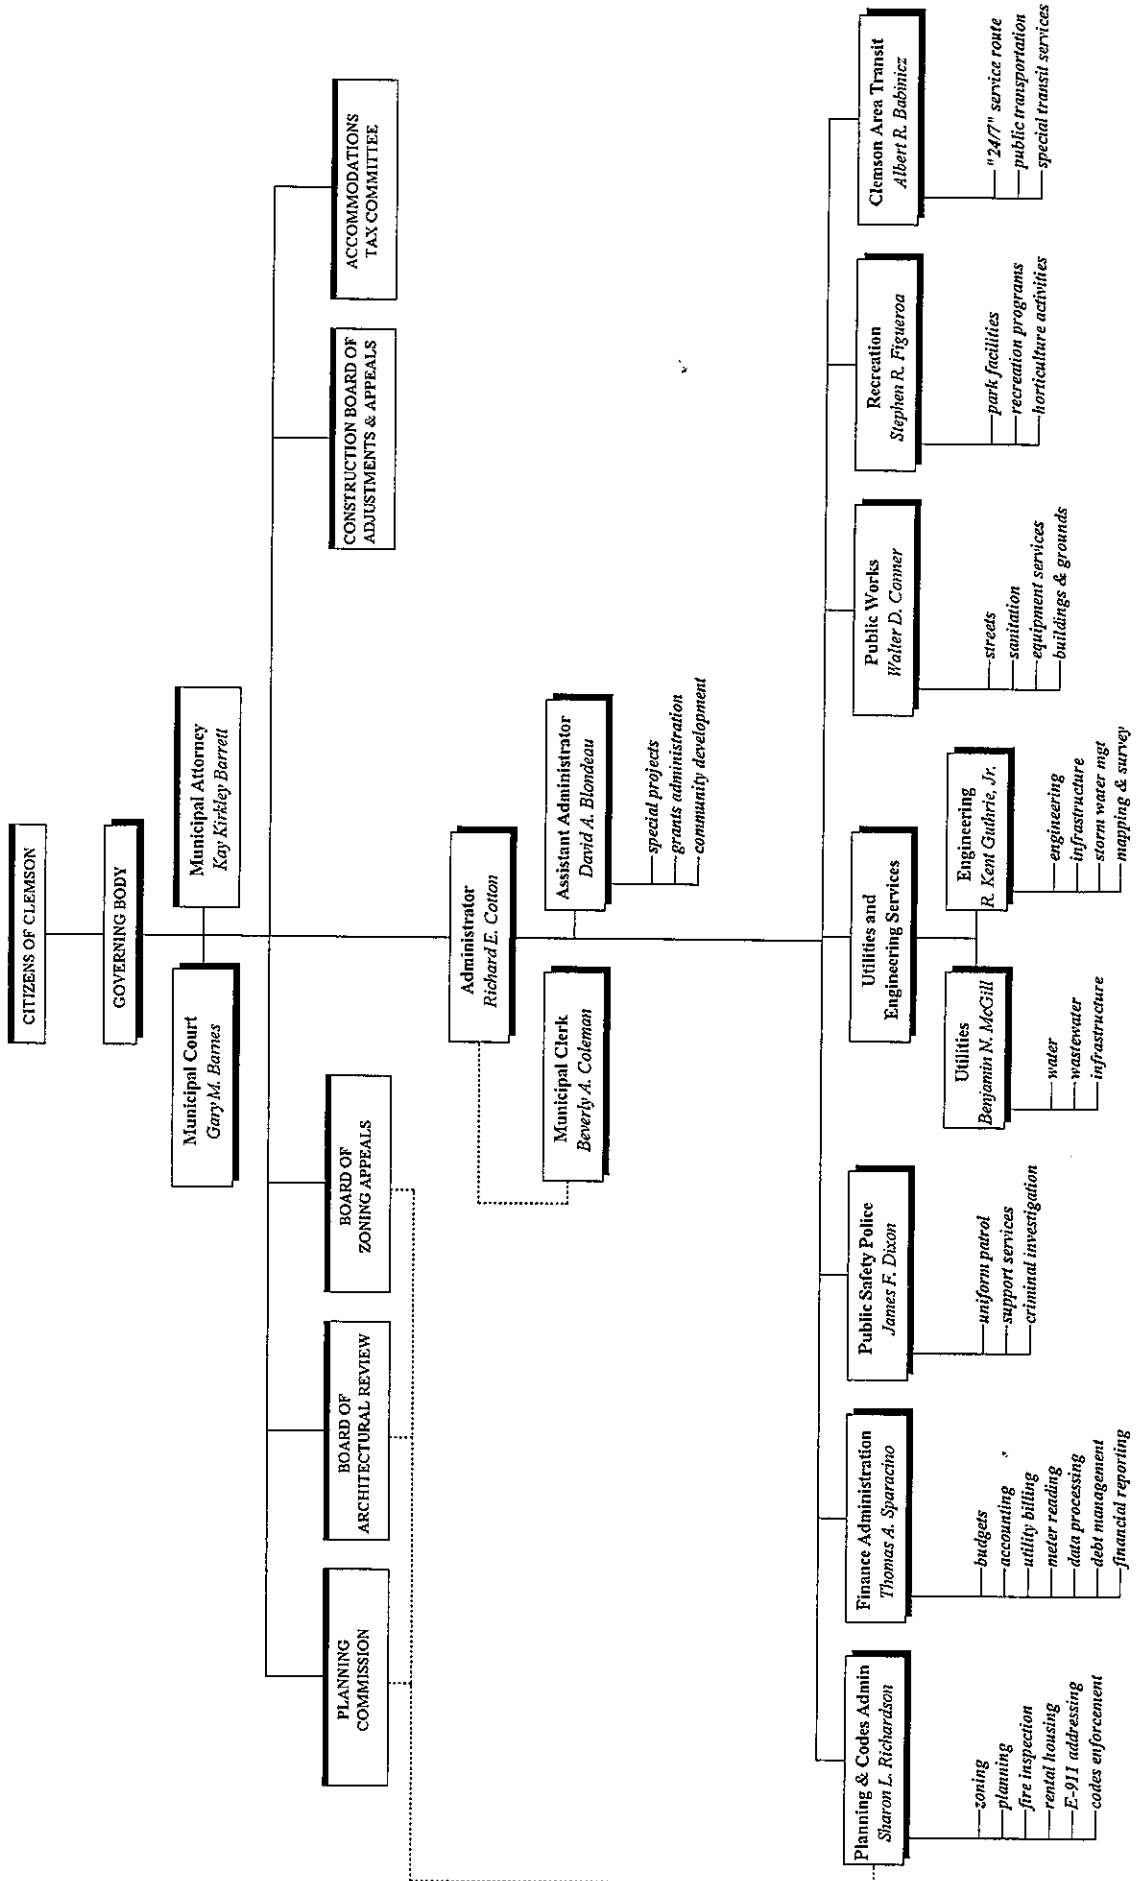 CITIZENS OF CLEMSON
GOVERNING BODY
Municipal Court
Gary M. Barnes
Municipal Attorney
Kay Kirkley Barrett
PLANNING
COMMISSION
BOARD OF
ARCHITECTURAL REVIEW
BOARD OF
ZONING APPEALS
CONSTRUCTION BOARD OF
ADJUSTMENTS & APPEALS
ACCOMMODATIONS
TAX COMMITTEE
Administrator
Richard E. Cotton
Municipal Clerk
Beverly A. Coleman
Assistant Administrator
David A. Blondeau
special projects
grants administration
community development
Planning & Codes Admin
Sharon L. Richardson
zoning
planning
fire inspection
rental housing
E-911 addressing
codes enforcement
Finance Administration
Thomas A. Sparacino
budgets
accounting
utility billing
meter reading
data processing
debt management
financial reporting
Public Safety Police
James F. Dixon
uniform patrol
support services
criminal investigation
Utilities and
Engineering Services
Utilities
Benjamin N. McGill
water
wastewater
infrastructure
Engineering
R. Kent Guthrie, Jr.
engineering
infrastructure
storm water mgt
mapping & survey
Public Works
Walter D. Conner
streets
sanitation
equipment services
buildings & grounds
Recreation
Stephen R. Figueroa
park facilities
recreation programs
horticulture activities
Clemson Area Transit
Albert R. Babinicz
"24/7" service route
public transportation
special transit services